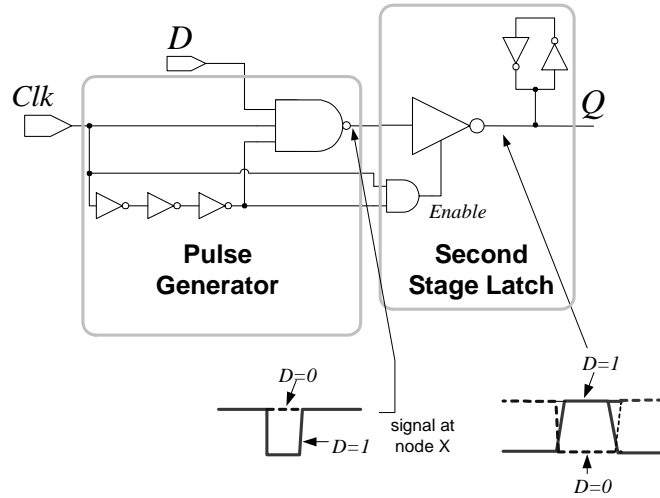 D
Clk
Q
Enable
Pulse
Generator
Second
Stage Latch
D=0
D=1
signal at
node X
D=1
D=0